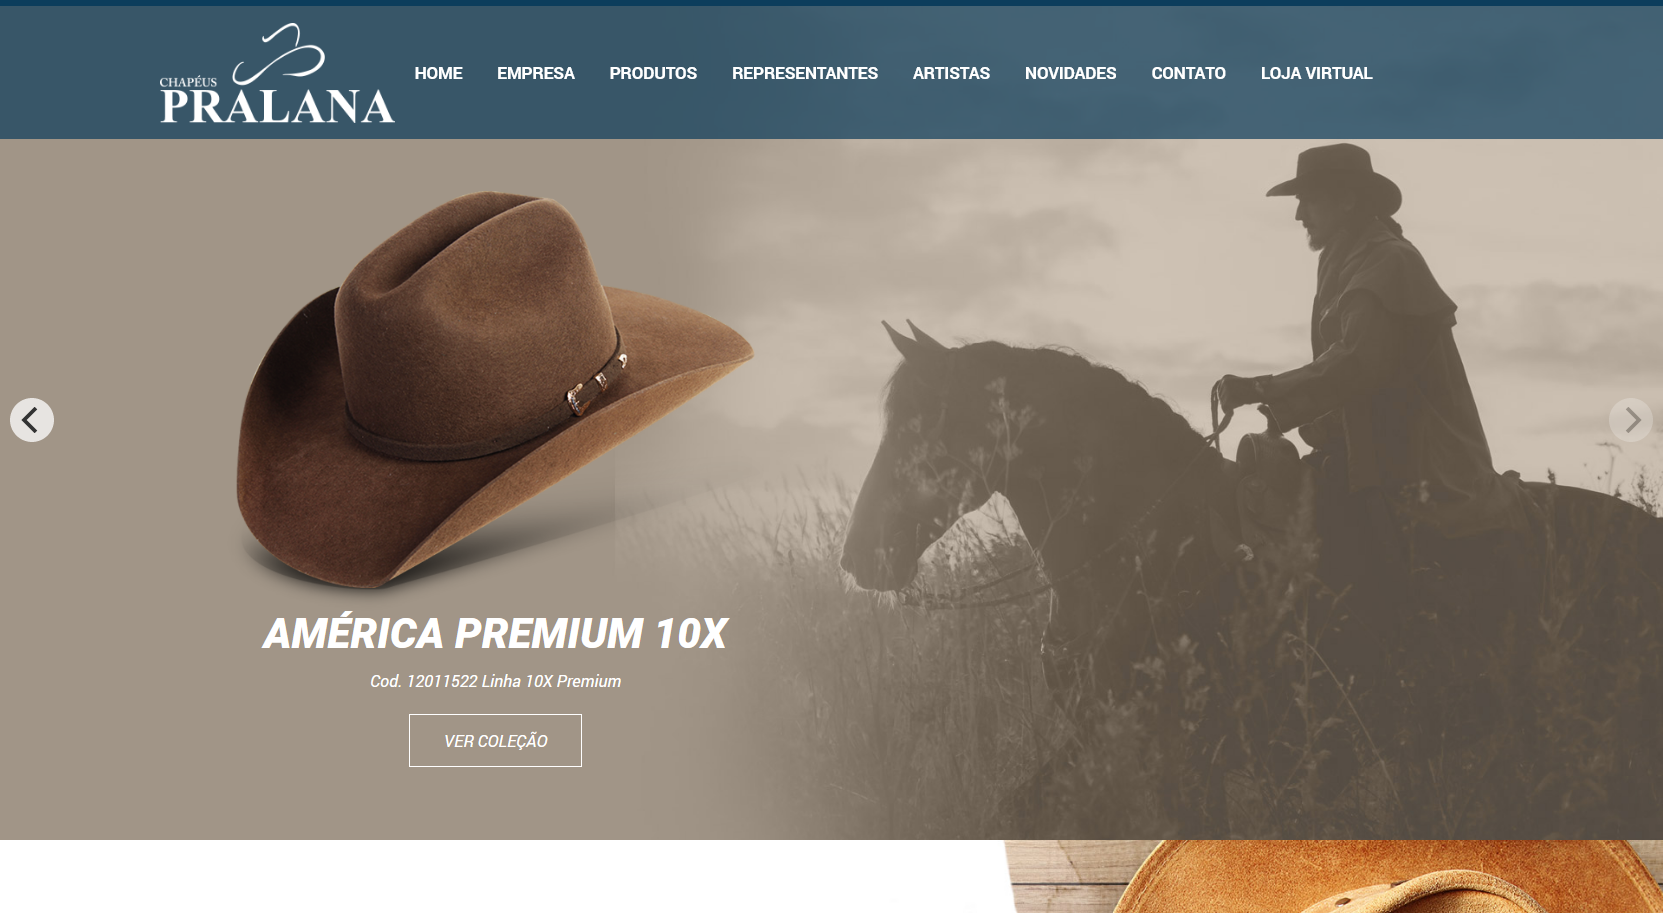 CHAPÉUS
PRALANA
HOME EMPRESA PRODUTOS REPRESENTANTES ARTISTAS NOVIDADES CONTATO LOJA VIRTUAL
AMÉRICA PREMIUM 10X
Cod. 12011522 Linha 10X Premium
VER COLEÇÃO